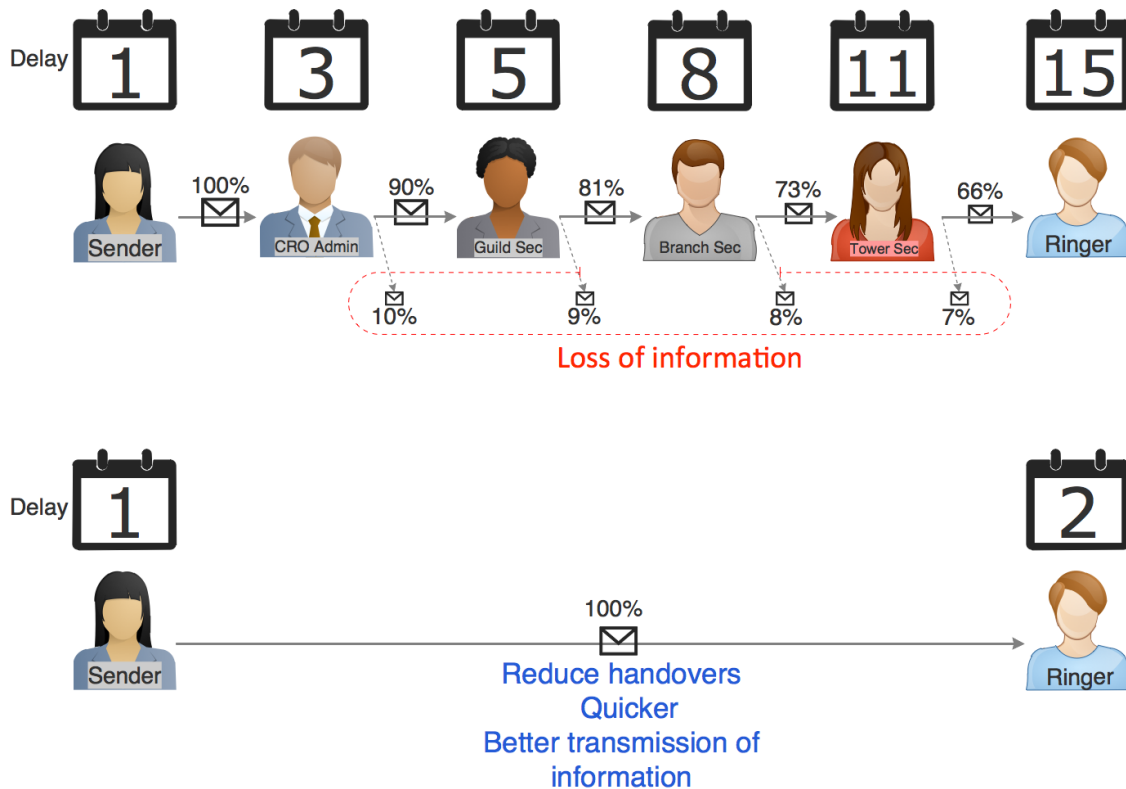 Delay
1
3
5
8
11
15
100%
90%
81%
73%
66%
Sender
CRO Admin
Guild Sec
Branch Sec
Tower Sec
Ringer
10%
9%
8%
7%
Loss of information
Delay
1
2
100%
Sender
Ringer
Reduce handovers
Quicker
Better transmission of
information